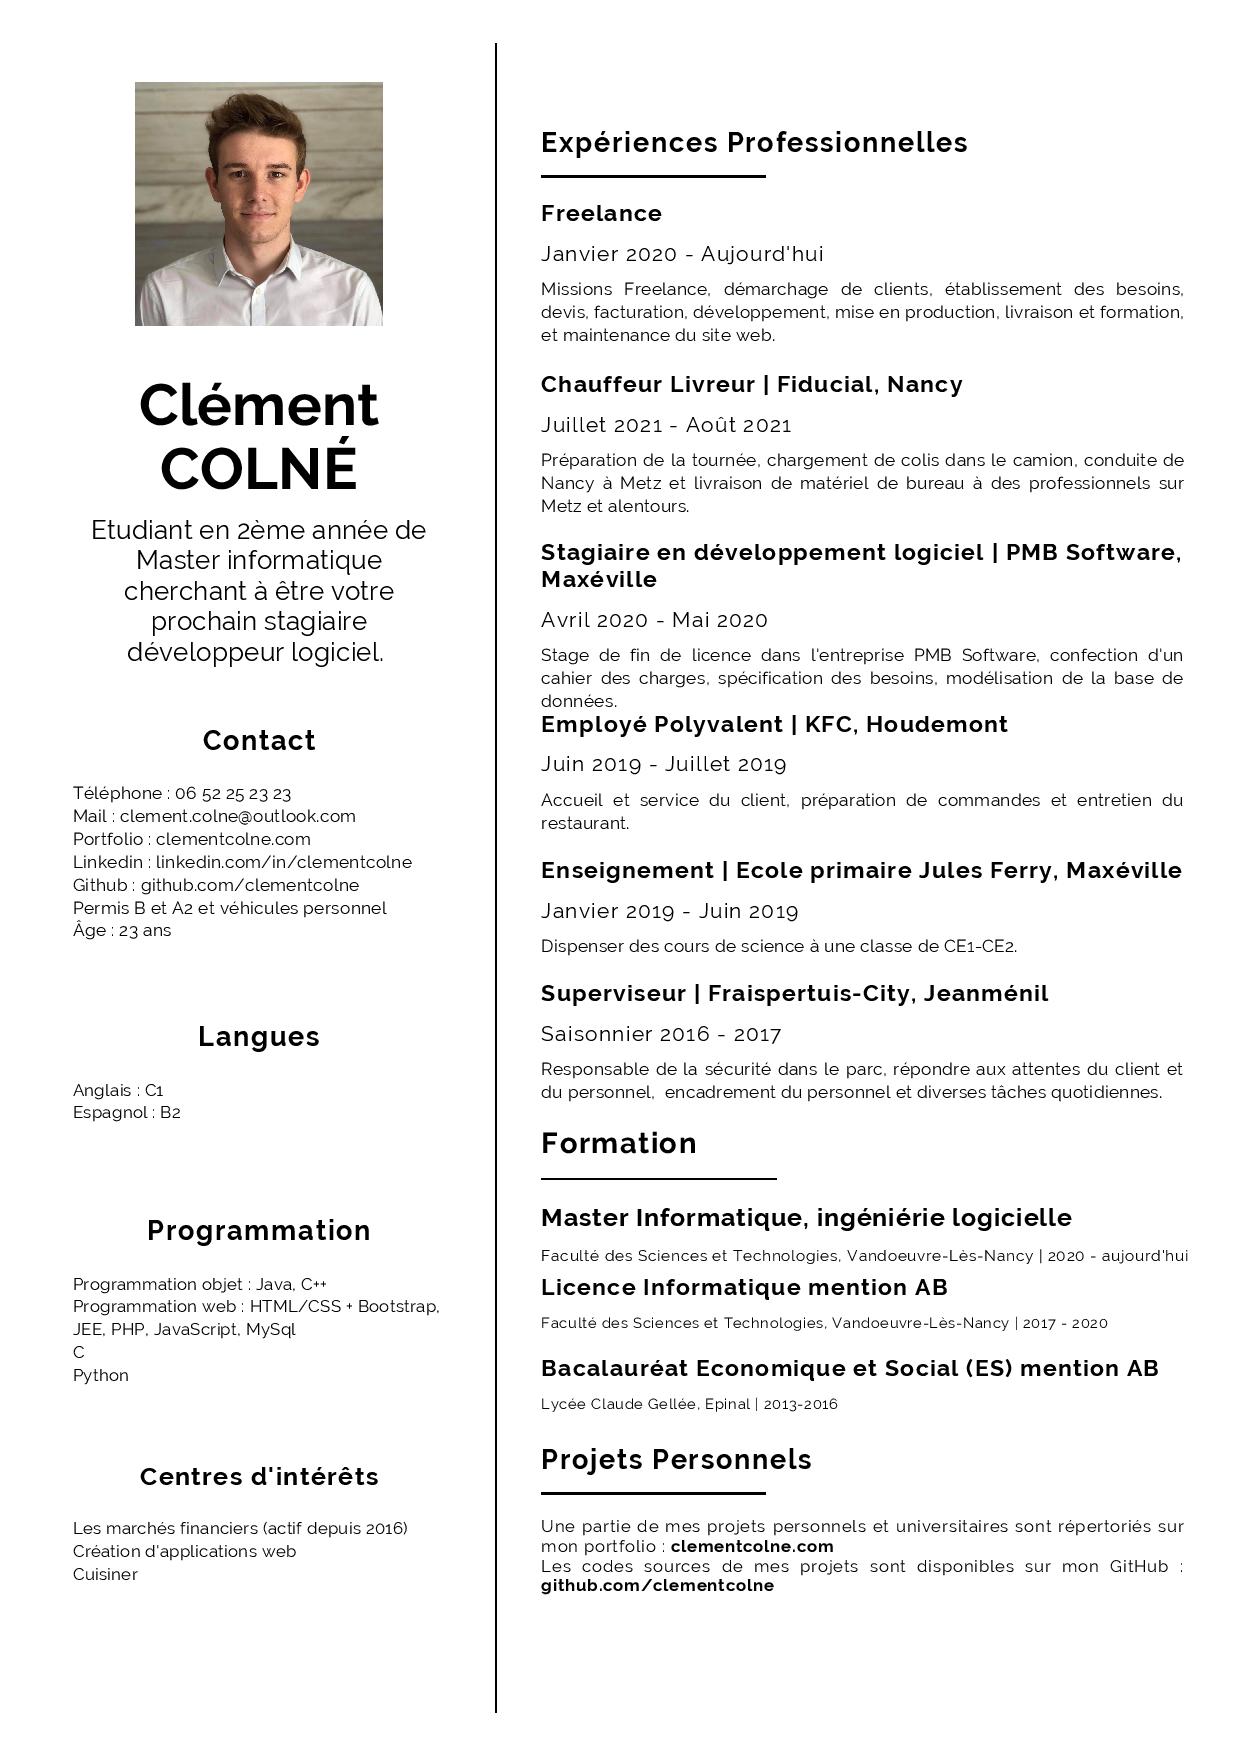 Clément
COLNÉ
Etudiant en 2ème année de
Master informatique
cherchant à être votre
prochain stagiaire
développeur logiciel.
Contact
Téléphone : 06 52 25 23 23
Mail : clement.colne@outlook.com
Portfolio : clementcolne.com
Linkedin : linkedin.com/in/clementcolne
Github : github.com/clementcolne
Permis B et A2 et véhicules personnel
Âge : 23 ans
Langues
Anglais : C1
Espagnol : B2
Programmation
Programmation objet : Java, C++
Programmation web : HTML/CSS + Bootstrap,
JEE, PHP, JavaScript, MySql
C
Python
Centres d'intérêts
Les marchés financiers (actif depuis 2016)
Création d'applications web
Cuisiner
Expériences Professionnelles
Freelance
Janvier 2020 - Aujourd'hui
Missions Freelance, démarchage de clients, établissement des besoins,
devis, facturation, développement, mise en production, livraison et formation,
et maintenance du site web.
Chauffeur Livreur | Fiducial, Nancy
Juillet 2021 - Août 2021
Préparation de la tournée, chargement de colis dans le camion, conduite de
Nancy à Metz et livraison de matériel de bureau à des professionnels sur
Metz et alentours.
Stagiaire en développement logiciel | PMB Software,
Maxéville
Avril 2020 - Mai 2020
Stage de fin de licence dans l'entreprise PMB Software, confection d'un
cahier des charges, spécification des besoins, modélisation de la base de
données.
Employé Polyvalent | KFC, Houdemont
Juin 2019 - Juillet 2019
Accueil et service du client, préparation de commandes et entretien du
restaurant.
Enseignement | Ecole primaire Jules Ferry, Maxéville
Janvier 2019 - Juin 2019
Dispenser des cours de science à une classe de CE1-CE2.
Superviseur | Fraispertuis-City, Jeanménil
Saisonnier 2016 - 2017
Responsable de la sécurité dans le parc, répondre aux attentes du client et
du personnel, encadrement du personnel et diverses tâches quotidiennes.
Formation
Master Informatique, ingéniérie logicielle
Faculté des Sciences et Technologies, Vandoeuvre-Lès-Nancy | 2020 - aujourd'hui
Licence Informatique mention AB
Faculté des Sciences et Technologies, Vandoeuvre-Lès-Nancy | 2017 - 2020
Bacalauréat Economique et Social (ES) mention AB
Lycée Claude Gellée, Epinal | 2013-2016
Projets Personnels
Une partie de mes projets personnels et universitaires sont répertoriés sur
mon portfolio : clementcolne.com
Les codes sources de mes projets sont disponibles sur mon GitHub :
github.com/clementcolne